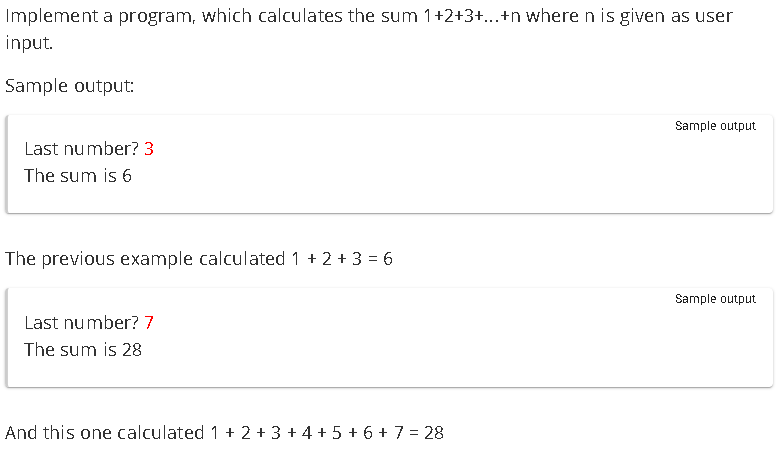 Implement a program, which calculates the sum 1+2+3+...+n where n is given as user
input.
Sample output:
Sample output
Last number? 3
The sum is 6
The previous example calculated 1 + 2 + 3 = 6
Sample output
Last number? 7
The sum is 28
And this one calculated 1 + 2 + 3 + 4 + 5 + 6 + 7 = 28